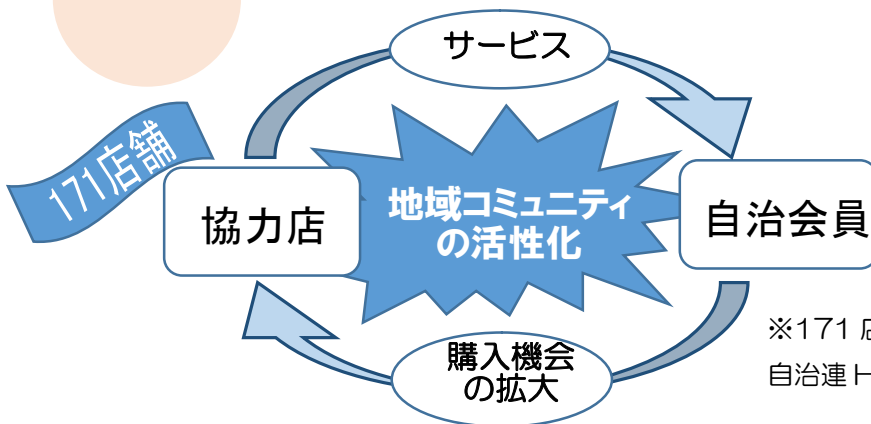 サービス
171店舗
協力店
地域コミュニティ
の活性化
自治会員
購入機会
の拡大
※171
自治連